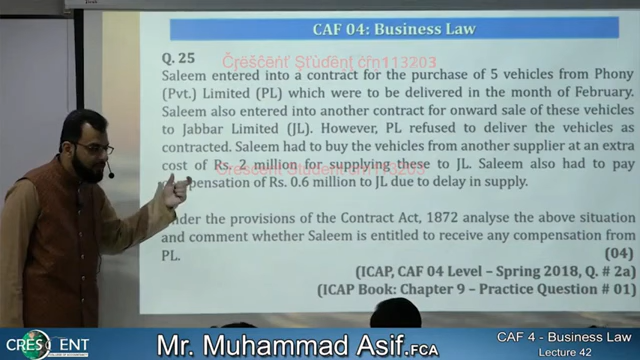 Draft
CAF 04: Business Law
Q. 25
Crescent Student crn113203
Saleem entered into a contract for the purchase of 5 vehicles from Phony
(Pvt.) Limited (PL) which were to be delivered in the month of February.
Saleem also entered into another contract for onward sale of these vehicles
to Jabbar Limited (JL). However, PL refused to deliver the vehicles as
contracted. Saleem had to buy the vehicles from another supplier at an extra
cost of Rs. 2 million for supplying these to JL. Saleem also had to pay
Crescent Student crn113203
pensation of Rs. 0.6 million to JL due to delay in supply.
nder the provisions of the Contract Act, 1872 analyse the above situation
and comment whether Saleem is entitled to receive any compensation from
PL. (04)
(ICAP, CAF 04 Level – Spring 2018, Q. # 2a)
(ICAP Book: Chapter 9 – Practice Question # 01)
CRESCENT
Mr. Muhammad Asif.FCA
CAF 4 - Business Law
Lecture 42